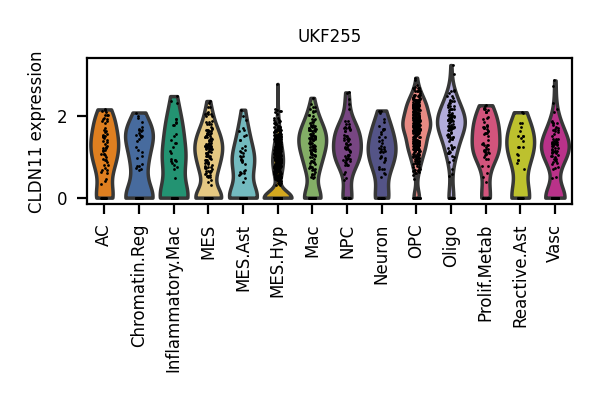 UKF255
CLDN11 expression
2
0
AC
Chromatin.Reg
Inflammatory.Mac
MES
MES.Ast
MES.Hyp
Mac
NPC
Neuron
OPC
Oligo
Prolif.Metab
Reactive.Ast
Vasc